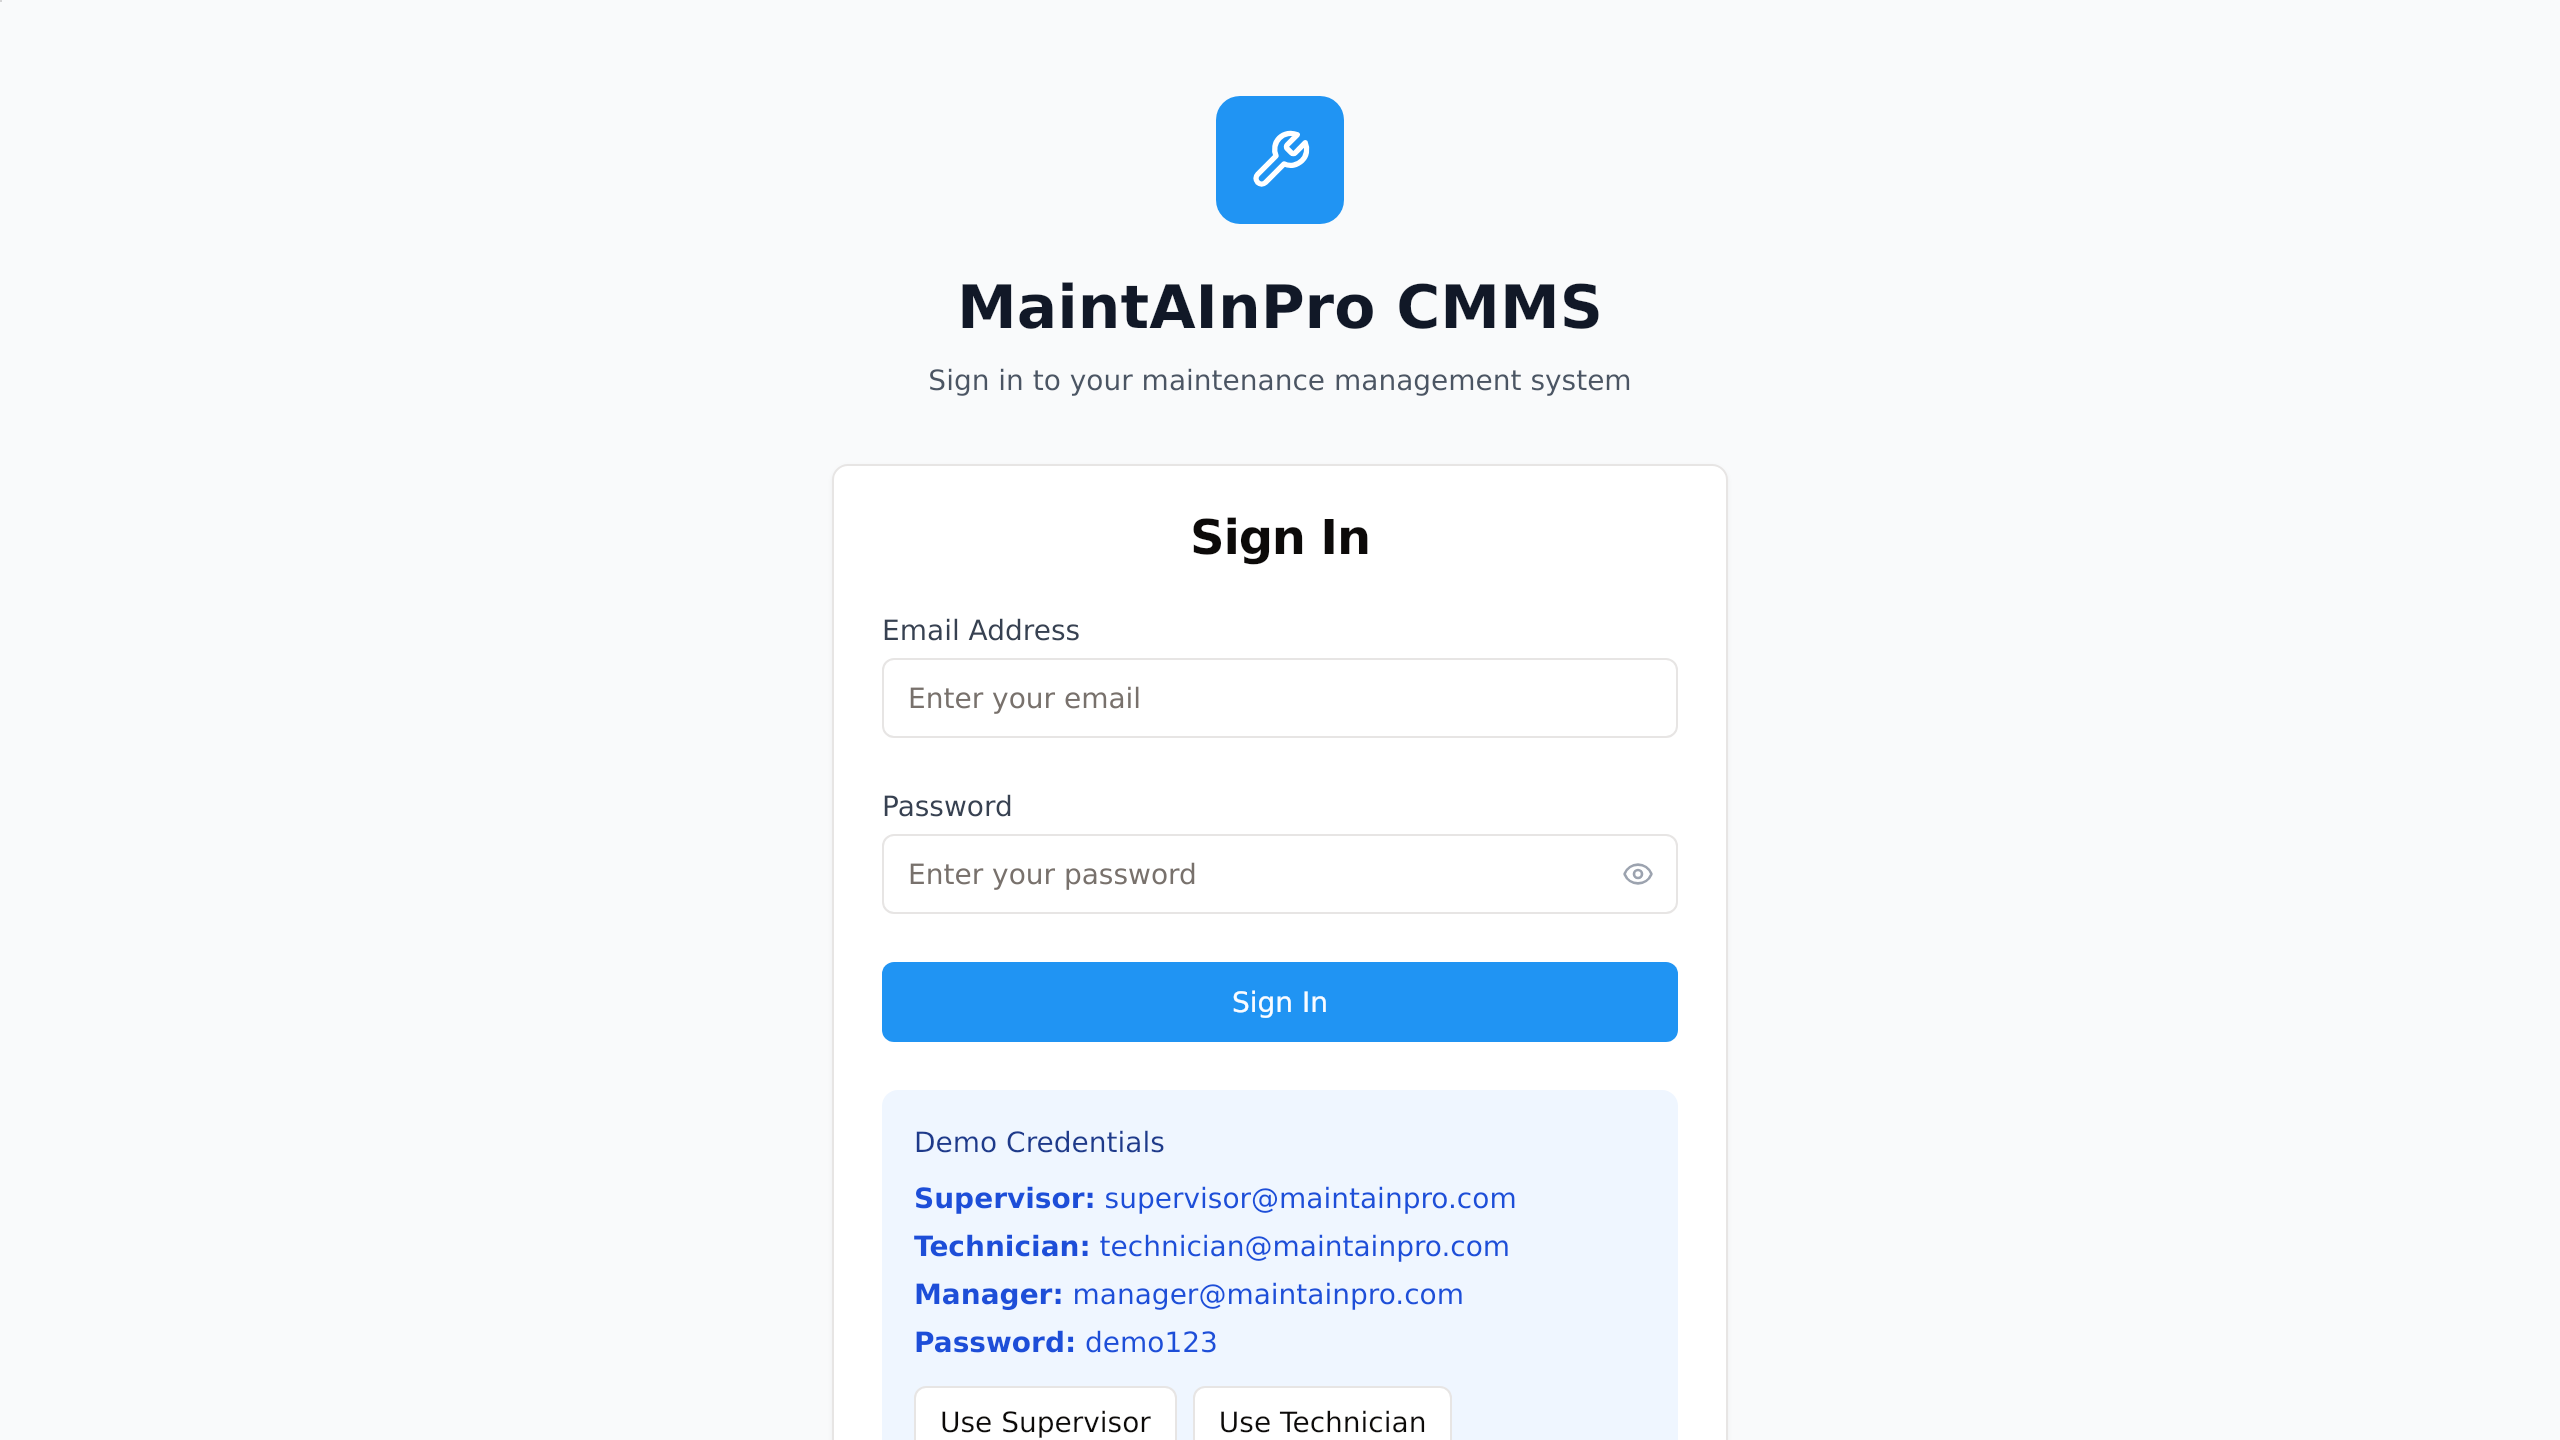 MaintAInPro CMMS
Sign in to your maintenance management system
Sign In
Email Address
Enter your email
Password
Enter your password
Sign In
Demo Credentials
Supervisor: supervisor@maintainpro.com
Technician: technician@maintainpro.com
Manager: manager@maintainpro.com
Password: demo123
Use Supervisor
Use Technician